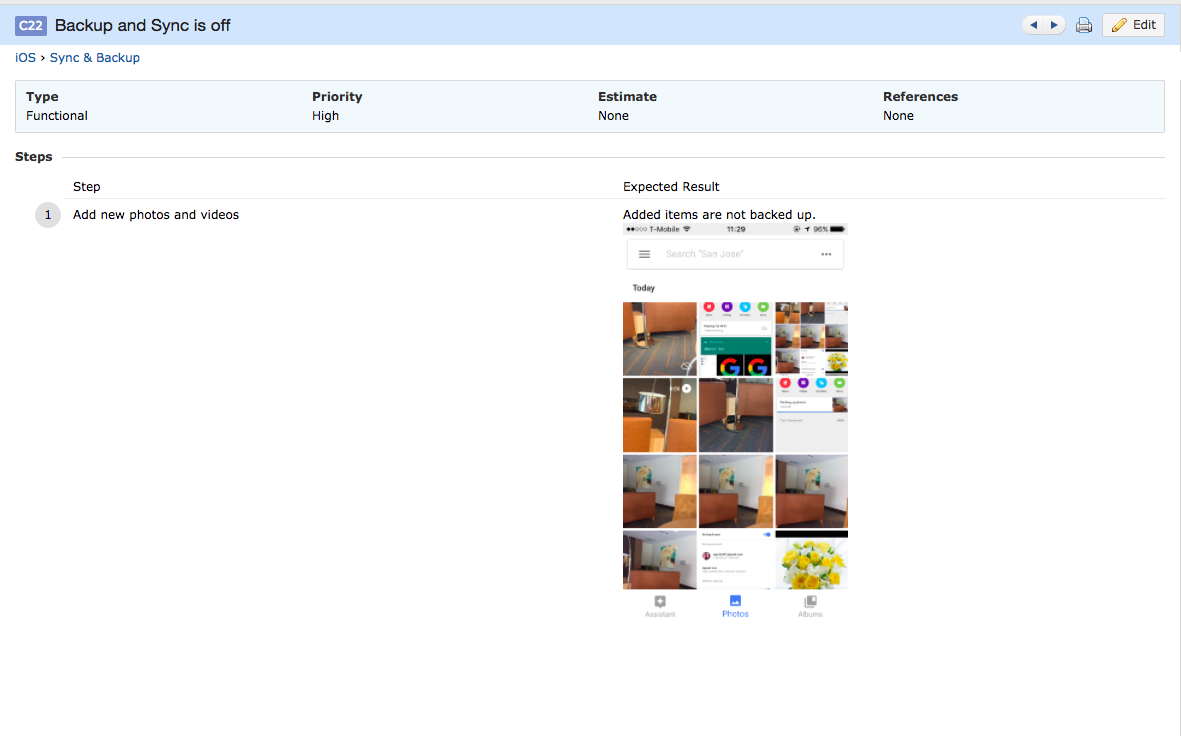 C22 Backup and Sync is off
Edit
iOS › Sync & Backup
Type Priority Estimate References
Functional High None None
Steps
Step Expected Result
1 Add new photos and videos Added items are not backed up.
T-Mobile 11:29 96%
Search "San Jose"
Today
G G
Assistant Photos Albums